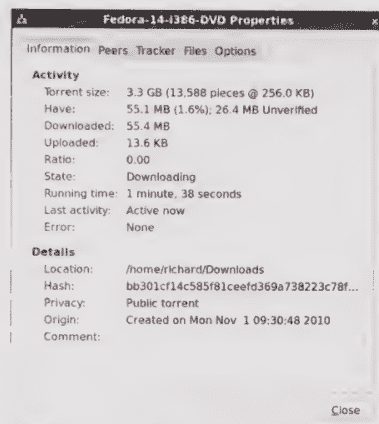 Fedora-14-i386-DVD Properties
Information Peers Tracker Files Options
Activity
Torrent size: 3.3 GB (13,588 pieces @ 256.0 KB)
Have: 55.1 MB (1.6%); 26.4 MB Unverified
Downloaded: 55.4 MB
Uploaded: 13.6 KB
Ratio: 0.00
State: Downloading
Running time: 1 minute, 38 seconds
Last activity: Active now
Error: None
Details
Location: /home/richard/Downloads
Hash: bb301cf14c585f81ceefd369a738223c78f...
Privacy: Public torrent
Origin: Created on Mon Nov 1 09:30:48 2010
Comment:
Close